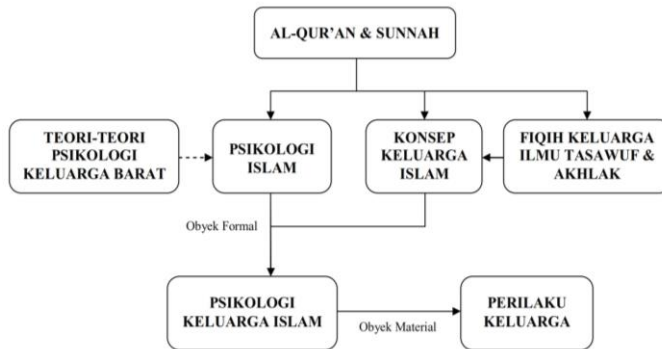 AL-QUR'AN & SUNNAH
TEORI-TEORI
PSIKOLOGI
KELUARGA BARAT
PSIKOLOGI
ISLAM
KONSEP
KELUARGA
ISLAM
FIQIH KELUARGA
ILMU TASAWUF &
AKHLAK
Obyek Formal
PSIKOLOGI
KELUARGA ISLAM
Obyek Material
PERILAKU
KELUARGA